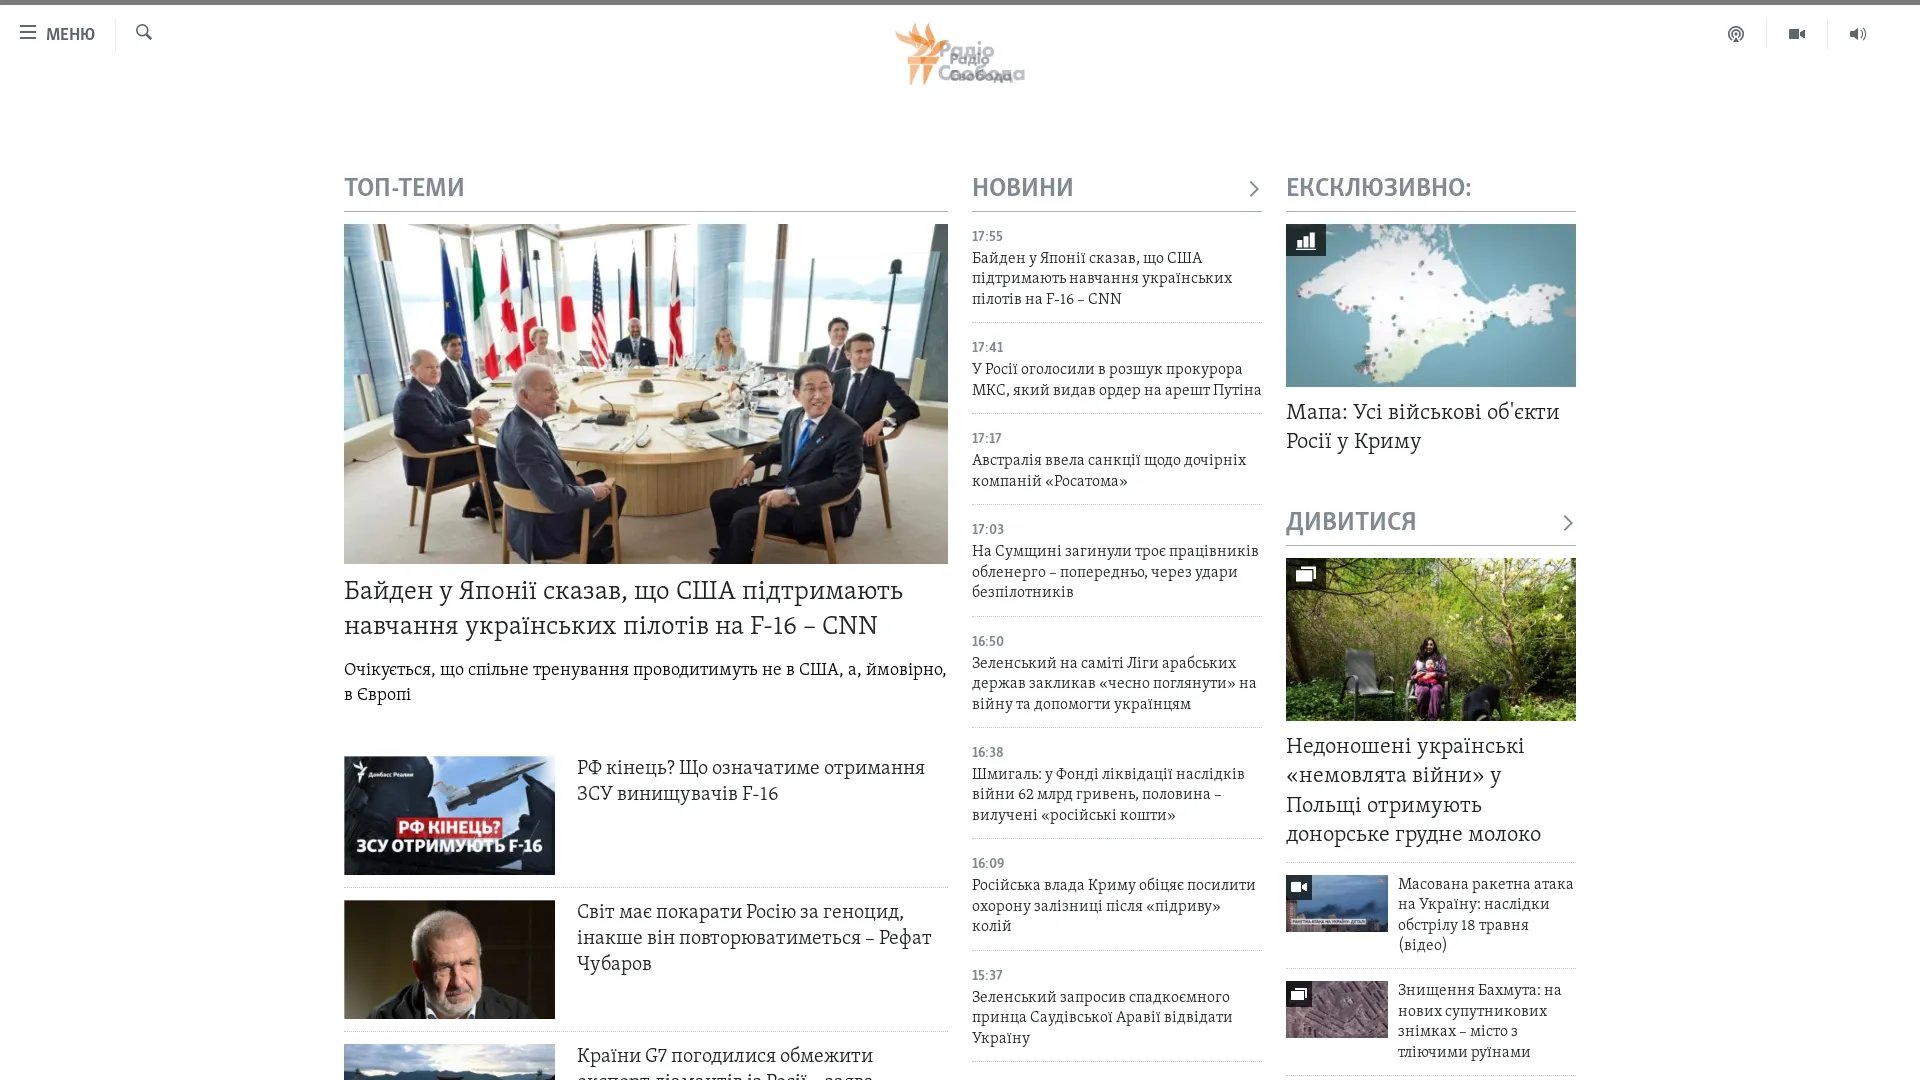 МЕНЮ
Радіо
Свобода
ТОП-ТЕМИ
Байден у Японії сказав, що США підтримають
навчання українських пілотів на F-16 – CNN
Очікується, що спільне тренування проводитимуть не в США, а, ймовірно,
в Європі
Донбасс Реалии
РФ КІНЕЦЬ?
ЗСУ ОТРИМУЮТЬ F-16
РФ кінець? Що означатиме отримання
ЗСУ винищувачів F-16
Світ має покарати Росію за геноцид,
інакше він повторюватиметься – Рефат
Чубаров
Країни G7 погодилися обмежити
експорт діамантів із Росії – заява
НОВИНИ
17:55
Байден у Японії сказав, що США
підтримають навчання українських
пілотів на F-16 – CNN
17:41
У Росії оголосили в розшук прокурора
МКС, який видав ордер на арешт Путіна
17:17
Австралія ввела санкції щодо дочірніх
компаній «Росатома»
17:03
На Сумщині загинули троє працівників
обленерго – попередньо, через удари
безпілотників
16:50
Зеленський на саміті Ліги арабських
держав закликав «чесно поглянути» на
війну та допомогти українцям
16:38
Шмигаль: у Фонді ліквідації наслідків
війни 62 млрд гривень, половина –
вилучені «російські кошти»
16:09
Російська влада Криму обіцяє посилити
охорону залізниці після «підриву»
колій
15:37
Зеленський запросив спадкоємного
принца Саудівської Аравії відвідати
Україну
ЕКСКЛЮЗИВНО:
Мапа: Усі військові об'єкти
Росії у Криму
ДИВИТИСЯ
Недоношені українські
«немовлята війни» у
Польщі отримують
донорське грудне молоко
Масована ракетна атака
на Україну: наслідки
обстрілу 18 травня
(відео)
Знищення Бахмута: на
нових супутникових
знімках – місто з
тліючими руїнами